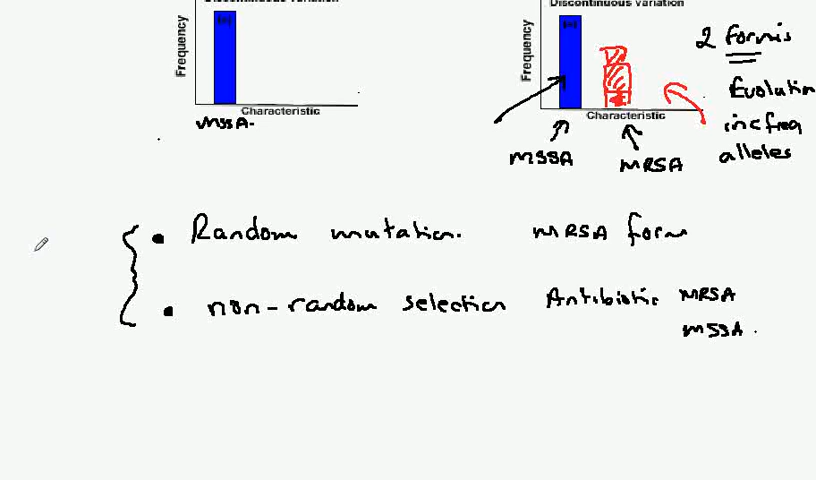 Discontinuous variation
Frequency
Characteristic
MSSA.
Discontinuous variation
Frequency
Characteristic
MSSA
MRSA
2 forms
Evolution
inc freq
alleles
• Random mutation. MRSA form
• non-random selection Antibiotic MRSA
MSSA.